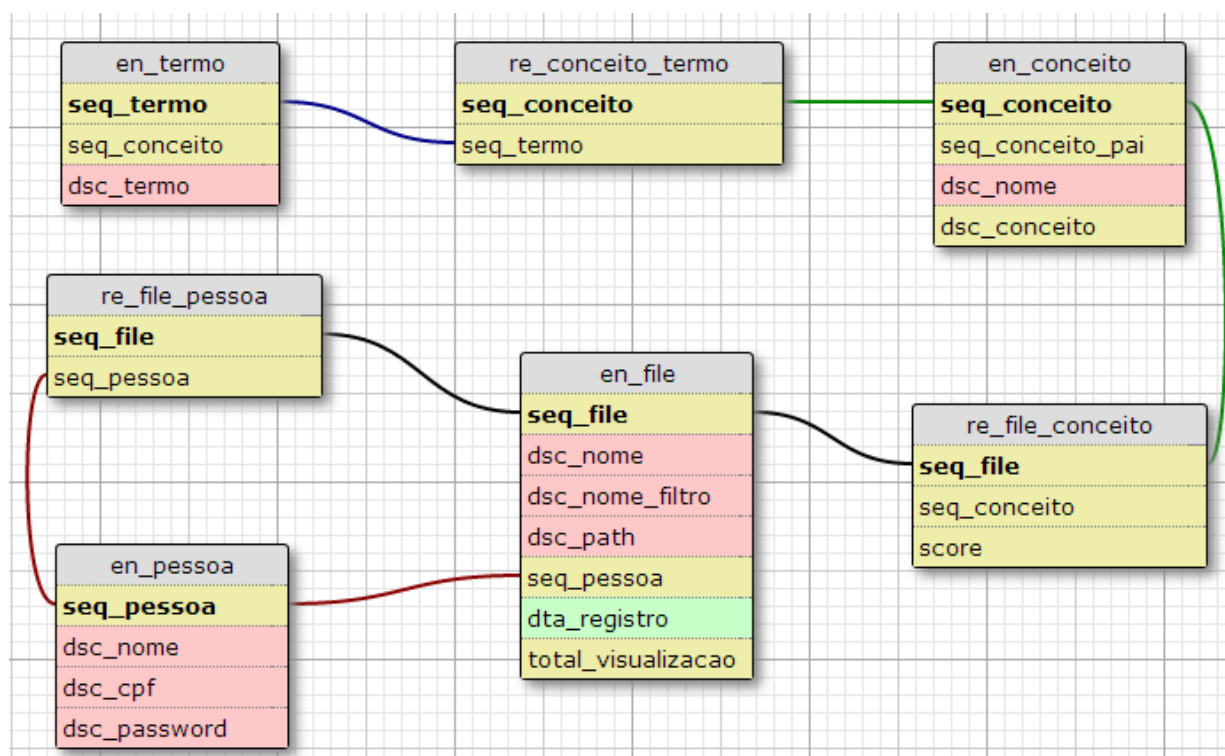 en_termo
seq_termo
seq_conceito
dsc_termo
re_conceito_termo
seq_conceito
seq_termo
en_conceito
seq_conceito
seq_conceito_pai
dsc_nome
dsc_conceito
re_file_pessoa
seq_file
seq_pessoa
en_file
seq_file
dsc_nome
dsc_nome_filtro
dsc_path
seq_pessoa
dta_registro
total_visualizacao
re_file_conceito
seq_file
seq_conceito
score
en_pessoa
seq_pessoa
dsc_nome
dsc_cpf
dsc_password